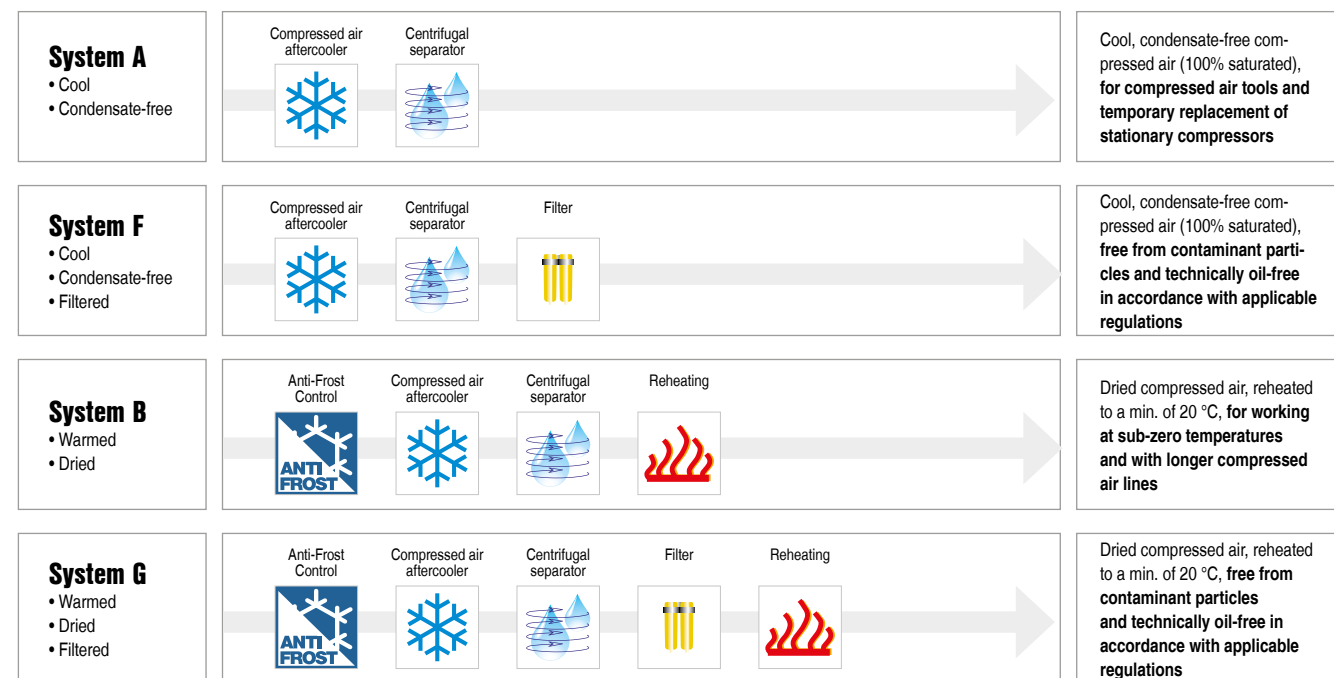 System A
• Cool
• Condensate-free
Compressed air
aftercooler
Centrifugal
separator
Cool, condensate-free com-
pressed air (100% saturated),
for compressed air tools and
temporary replacement of
stationary compressors
System F
• Cool
• Condensate-free
• Filtered
Compressed air
aftercooler
Centrifugal
separator
Filter
Cool, condensate-free com-
pressed air (100% saturated),
free from contaminant parti-
cles and technically oil-free
in accordance with applicable
regulations
System B
• Warmed
• Dried
Anti-Frost
Control
ANTI
FROST
Compressed air
aftercooler
Centrifugal
separator
Reheating
Dried compressed air, reheated
to a min. of 20 °C, for working
at sub-zero temperatures
and with longer compressed
air lines
System G
• Warmed
• Dried
• Filtered
Anti-Frost
Control
ANTI
FROST
Compressed air
aftercooler
Centrifugal
separator
Filter
Reheating
Dried compressed air, reheated
to a min. of 20 °C, free from
contaminant particles
and technically oil-free in
accordance with applicable
regulations